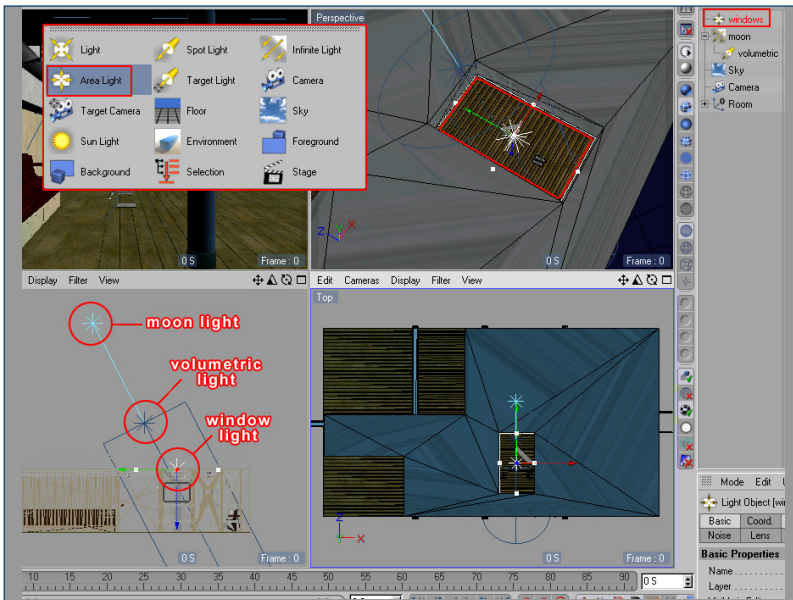 Perspective
windows
moon
volumetric
Sky
Camera
Room
Light
Spot Light
Infinite Light
Area Light
Target Light
Camera
Target Camera
Floor
Sky
Sun Light
Environment
Foreground
Background
Selection
Stage
0 S
Frame : 0
0 S
Frame : 0
Z
Y
X
Display Filter View
Edit Cameras Display Filter View
Top
moon light
volumetric
light
window
light
Z
X
0 S
Frame : 0
0 S
Frame : 0
Mode Edit
Light Object [wi
Basic Coord.
Noise Lens
Basic Properties
Name
Layer
10 15 20 25 30 35 40 45 50 55 60 65 70 75 80 85 90
0 S